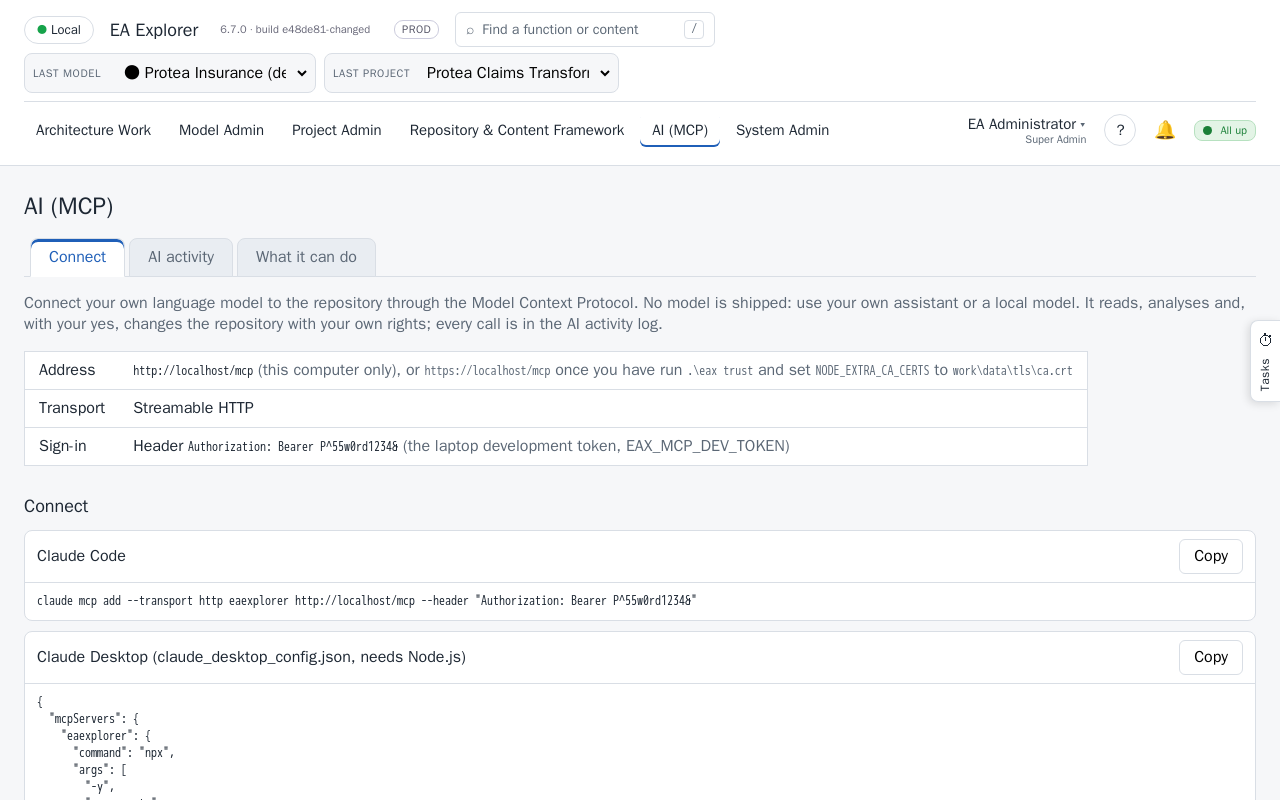 Local
EA Explorer
6.7.0 · build e48de81-changed
PROD
⌕ Find a function or content /
LAST MODEL ⬤ Protea Insurance (de
LAST PROJECT Protea Claims Transfor
Architecture Work Model Admin Project Admin Repository & Content Framework AI (MCP) System Admin
EA Administrator ▾
Super Admin
?
All up
AI (MCP)
Connect AI activity What it can do
Connect your own language model to the repository through the Model Context Protocol. No model is shipped: use your own assistant or a local model. It reads, analyses and,
with your yes, changes the repository with your own rights; every call is in the AI activity log.
Tasks
Address http://localhost/mcp (this computer only), or https://localhost/mcp once you have run .\eax trust and set NODE_EXTRA_CA_CERTS to work\data\tls\ca.crt
Transport Streamable HTTP
Sign-in Header Authorization: Bearer P^55w0rd1234& (the laptop development token, EAX_MCP_DEV_TOKEN)
Connect
Claude Code Copy
claude mcp add --transport http eaexplorer http://localhost/mcp --header "Authorization: Bearer P^55w0rd1234&"
Claude Desktop (claude_desktop_config.json, needs Node.js) Copy
{
"mcpServers": {
"eaexplorer": {
"command": "npx",
"args": [
"-y",